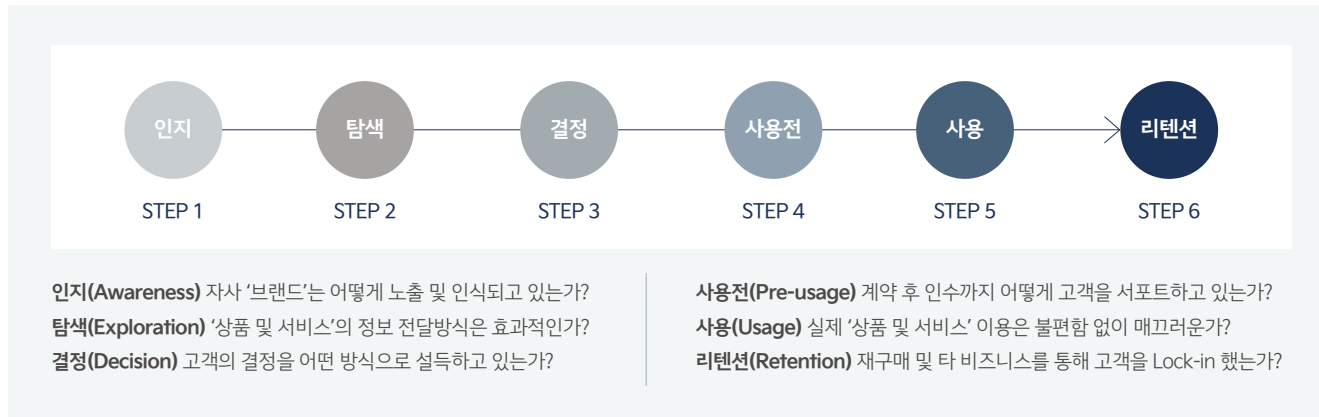 인지
탐색
결정
사용전
사용
리텐션
STEP 1
STEP 2
STEP 3
STEP 4
STEP 5
STEP 6
인지(Awareness) 자사 ‘브랜드’는 어떻게 노출 및 인식되고 있는가?
탐색(Exploration) ‘상품 및 서비스’의 정보 전달방식은 효과적인가?
결정(Decision) 고객의 결정을 어떤 방식으로 설득하고 있는가?
사용전(Pre-usage) 계약 후 인수까지 어떻게 고객을 서포트하고 있는가?
사용(Usage) 실제 ‘상품 및 서비스’ 이용은 불편함 없이 매끄러운가?
리텐션(Retention) 재구매 및 타 비즈니스를 통해 고객을 Lock-in 했는가?